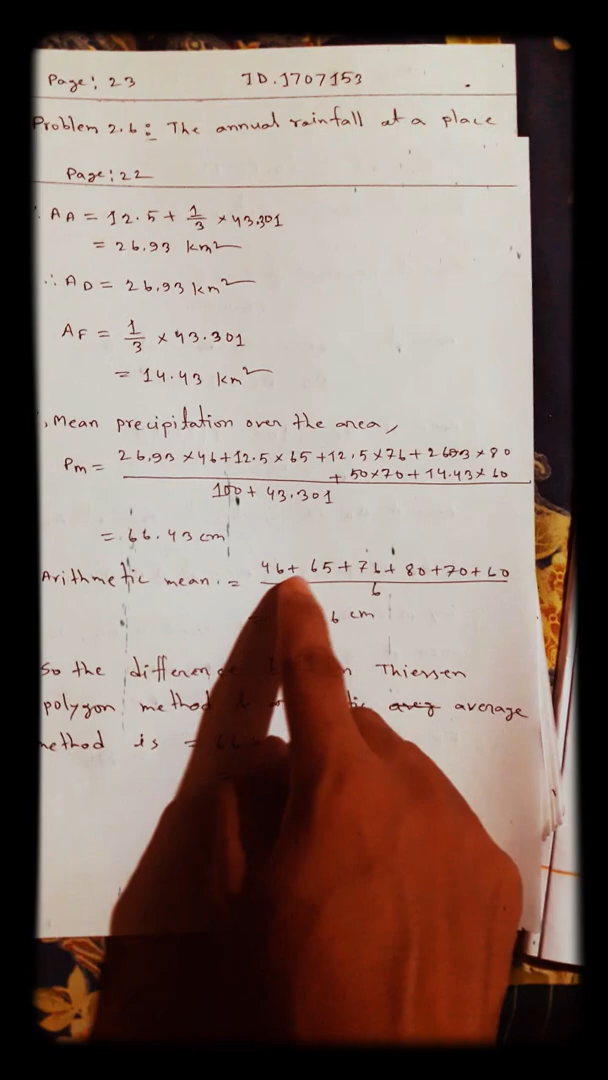 Page: 23 ID.1707153
Problem 2.6: The annual rainfall at a place
Page: 22
∴ AA = 12.5 + 1/3 × 43.301
= 26.93 km²
∴ AD = 26.93 km²
AF = 1/3 × 43.301
= 14.43 km²
Mean precipitation over the area,
Pm = 26.93 × 46 + 12.5 × 65 + 12.5 × 76 + × 80
+ 50 × 70 + 14.43 × 60
100 + 43.301
= 66.43 cm
Arithmetic mean = 46 + 65 + 76 + 80 + 70 + 60
6
6 cm
So the Thiessen
polygon method average
method is =